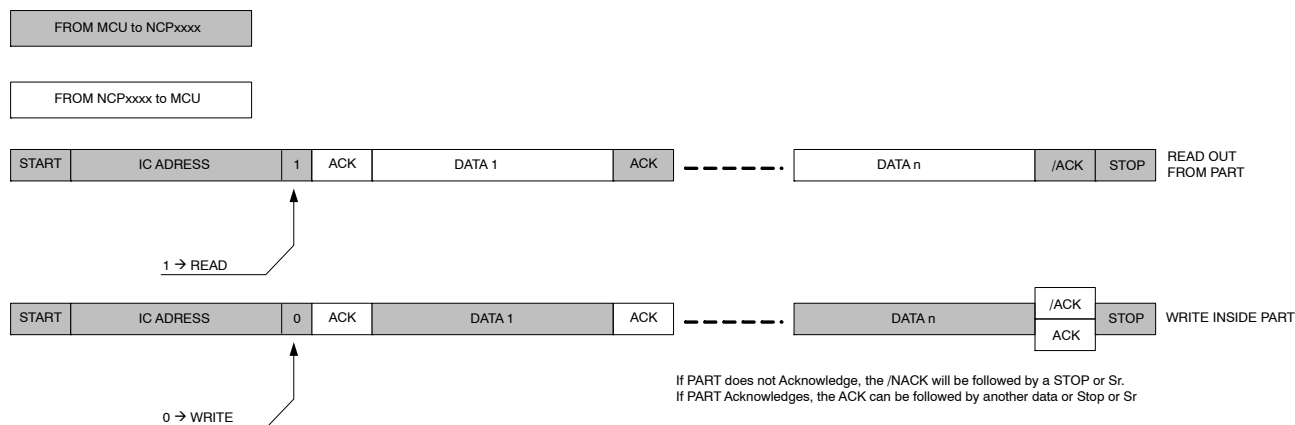 FROM MCU to NCPxxxx
FROM NCPxxxx to MCU
START IC ADRESS 1 ACK DATA 1 ACK DATA n /ACK STOP READ OUT
FROM PART
1 → READ
START IC ADRESS 0 ACK DATA 1 ACK DATA n /ACK STOP WRITE INSIDE PART
ACK
If PART does not Acknowledge, the /NACK will be followed by a STOP or Sr.
If PART Acknowledges, the ACK can be followed by another data or Stop or Sr
0 → WRITE